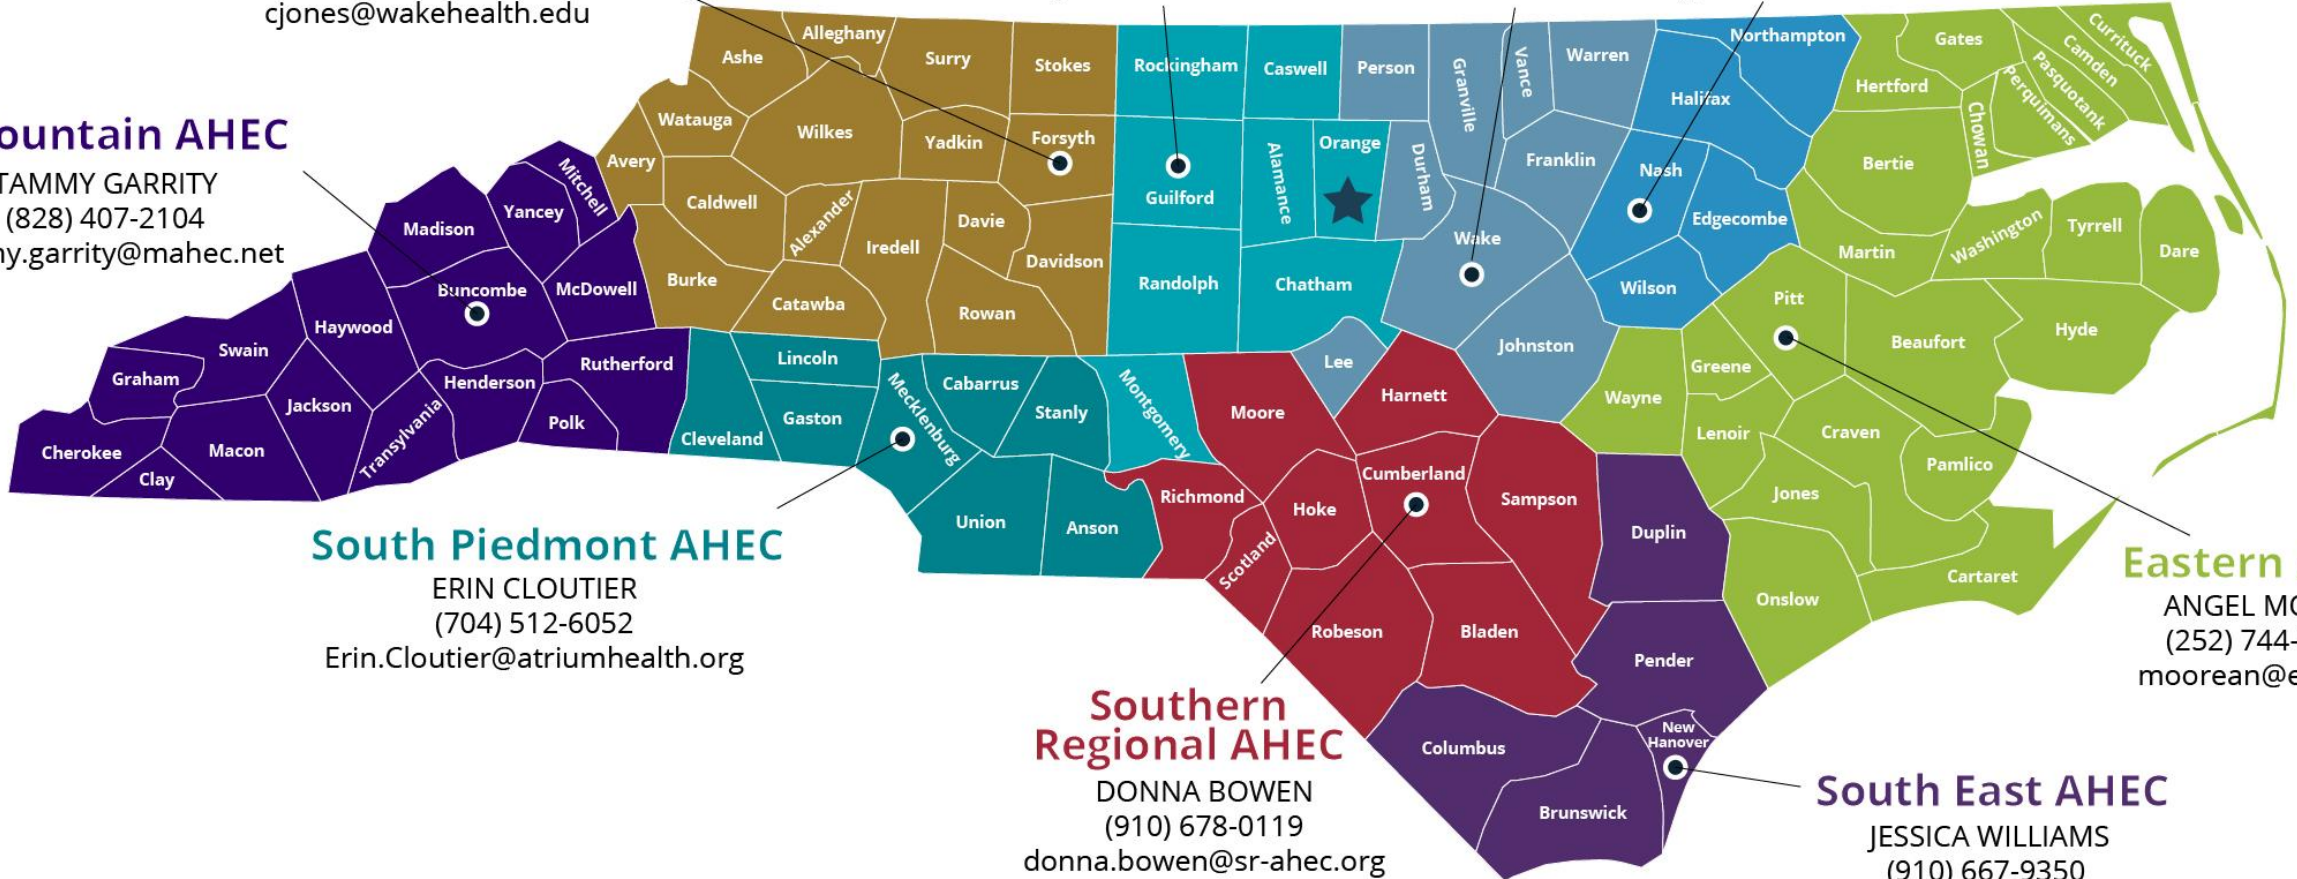 cjones@wakehealth.edu
ountain AHEC
TAMMY GARRITY
(828) 407-2104
ny.garrity@mahec.net
South Piedmont AHEC
ERIN CLOUTIER
(704) 512-6052
Erin.Cloutier@atriumhealth.org
Southern
Regional AHEC
DONNA BOWEN
(910) 678-0119
donna.bowen@sr-ahec.org
South East AHEC
JESSICA WILLIAMS
(910) 667-9350
Eastern
ANGEL MO
(252) 744-
moorean@e
Cherokee
Graham
Clay
Swain
Macon
Haywood
Jackson
Transylvania
Madison
Buncombe
Henderson
Yancey
Mitchell
McDowell
Polk
Rutherford
Ashe
Alleghany
Surry
Stokes
Watauga
Wilkes
Yadkin
Forsyth
Avery
Caldwell
Alexander
Iredell
Davie
Davidson
Burke
Catawba
Rowan
Cleveland
Lincoln
Gaston
Mecklenburg
Cabarrus
Stanly
Union
Anson
Rockingham
Caswell
Guilford
Alamance
Orange
Randolph
Chatham
Montgomery
Person
Granville
Vance
Warren
Durham
Franklin
Wake
Lee
Johnston
Northampton
Halifax
Nash
Edgecombe
Wilson
Moore
Harnett
Richmond
Hoke
Cumberland
Sampson
Scotland
Robeson
Bladen
Duplin
Pender
Columbus
Brunswick
New
Hanover
Gates
Hertford
Currituck
Camden
Pasquotank
Perquimans
Chowan
Bertie
Martin
Washington
Tyrrell
Dare
Pitt
Beaufort
Hyde
Greene
Wayne
Lenoir
Craven
Pamlico
Jones
Onslow
Cartaret